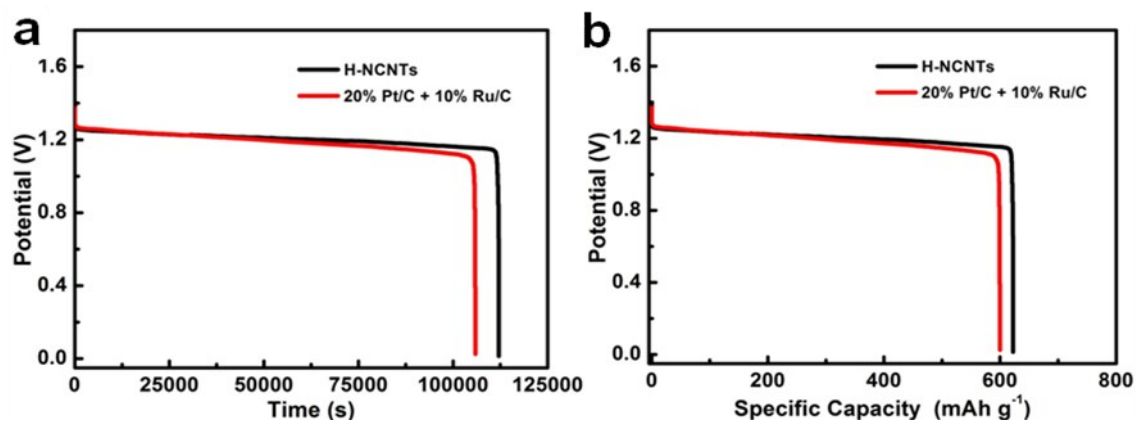 a
1.6
1.2
0.8
0.4
0.0
Potential (V)
H-NCNTs
20% Pt/C + 10% Ru/C
0 25000 50000 75000 100000 125000
Time (s)
b
1.6
1.2
0.8
0.4
0.0
Potential (V)
H-NCNTs
20% Pt/C + 10% Ru/C
0 200 400 600 800
Specific Capacity (mAh g⁻¹)